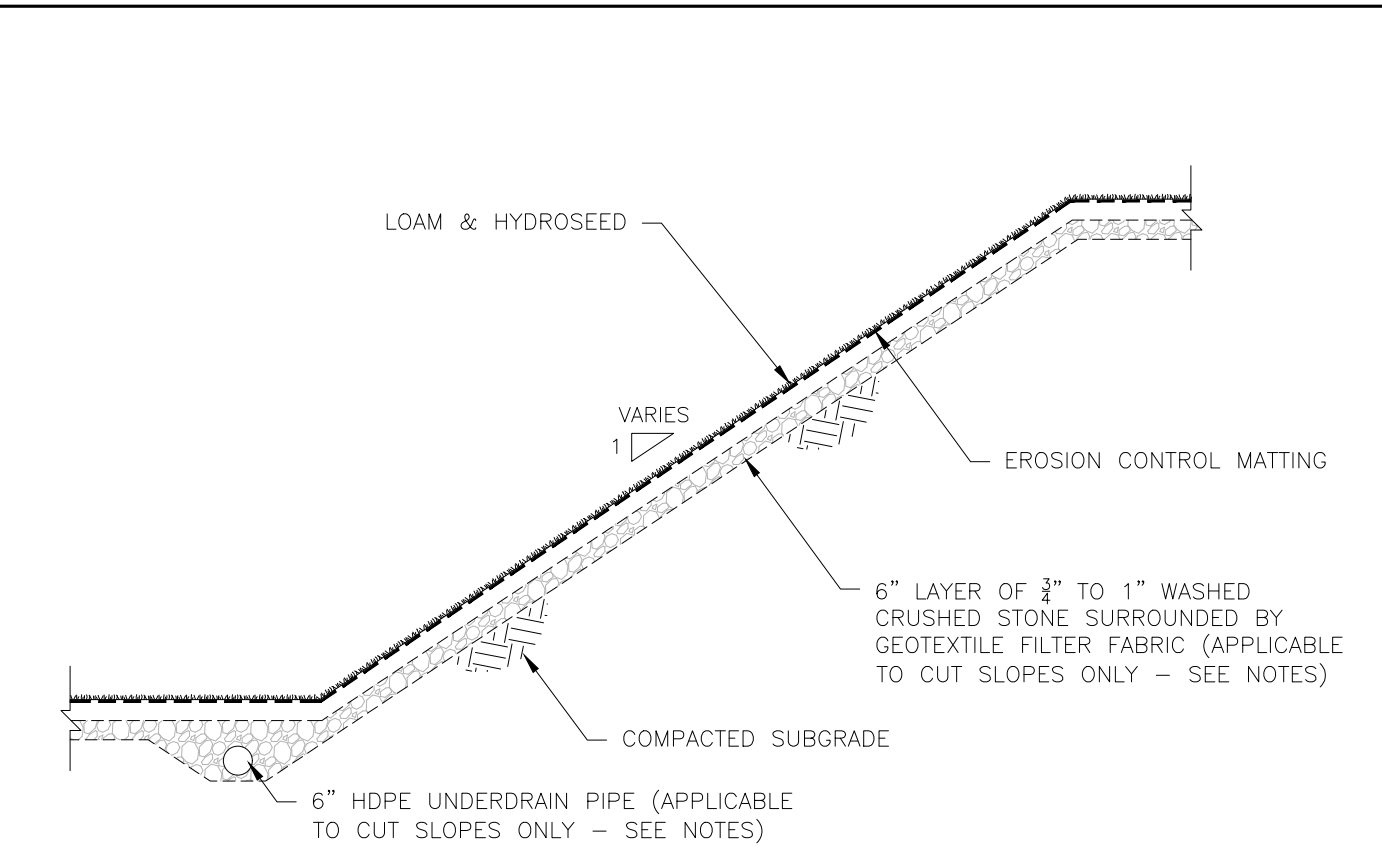 LOAM & HYDROSEED
VARIES
1
EROSION CONTROL MATTING
6" LAYER OF 3/4" TO 1" WASHED
CRUSHED STONE SURROUNDED BY
GEOTEXTILE FILTER FABRIC (APPLICABLE
TO CUT SLOPES ONLY – SEE NOTES)
COMPACTED SUBGRADE
6" HDPE UNDERDRAIN PIPE (APPLICABLE
TO CUT SLOPES ONLY – SEE NOTES)